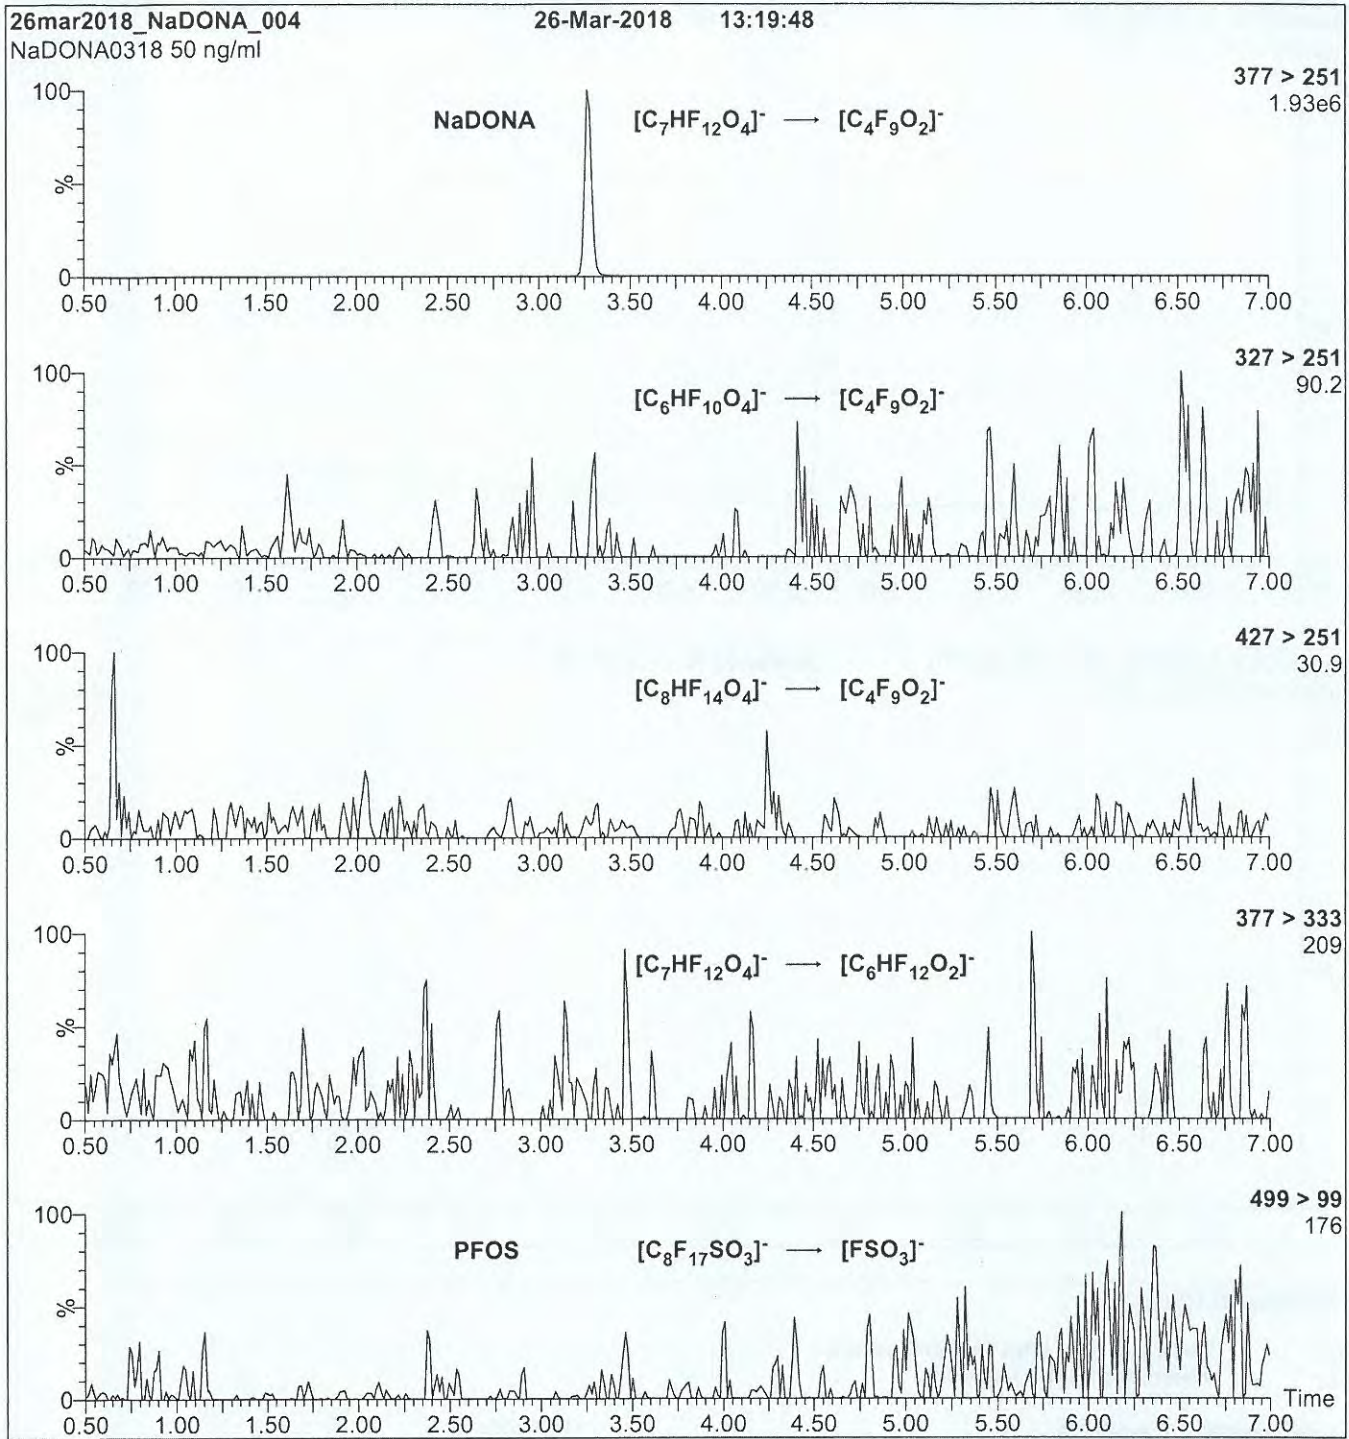 26mar2018_NaDONA_004 26-Mar-2018 13:19:48
NaDONA0318 50 ng/ml
377 > 251
1.93e6
100
NaDONA [C₇HF₁₂O₄]⁻ → [C₄F₉O₂]⁻
%
0
0.50 1.00 1.50 2.00 2.50 3.00 3.50 4.00 4.50 5.00 5.50 6.00 6.50 7.00
327 > 251
90.2
100
[C₆HF₁₀O₄]⁻ → [C₄F₉O₂]⁻
%
0
0.50 1.00 1.50 2.00 2.50 3.00 3.50 4.00 4.50 5.00 5.50 6.00 6.50 7.00
427 > 251
30.9
100
[C₈HF₁₄O₄]⁻ → [C₄F₉O₂]⁻
%
0
0.50 1.00 1.50 2.00 2.50 3.00 3.50 4.00 4.50 5.00 5.50 6.00 6.50 7.00
377 > 333
209
100
[C₇HF₁₂O₄]⁻ → [C₆HF₁₂O₂]⁻
%
0
0.50 1.00 1.50 2.00 2.50 3.00 3.50 4.00 4.50 5.00 5.50 6.00 6.50 7.00
499 > 99
176
100
PFOS [C₈F₁₇SO₃]⁻ → [FSO₃]⁻
%
0 Time
0.50 1.00 1.50 2.00 2.50 3.00 3.50 4.00 4.50 5.00 5.50 6.00 6.50 7.00